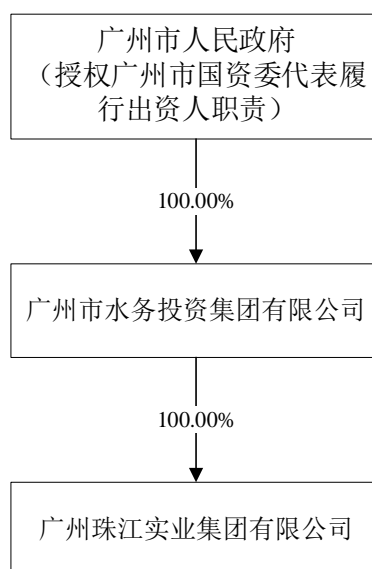 广州市人民政府
（授权广州市国资委代表履
行出资人职责）
100.00%
广州市水务投资集团有限公司
100.00%
广州珠江实业集团有限公司